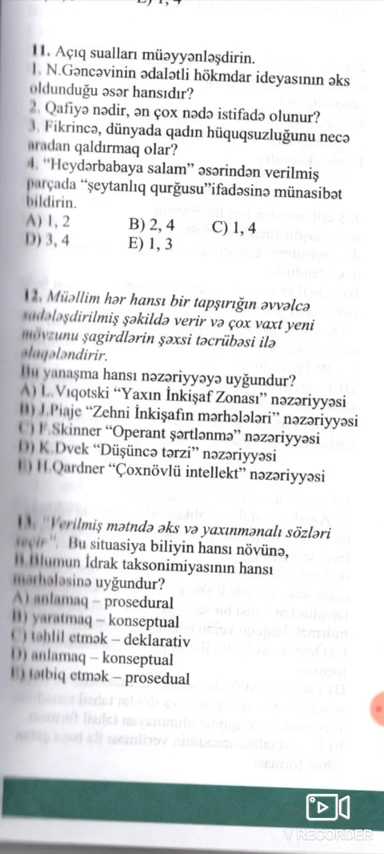 11. Açıq sualları müəyyənləşdirin.
1. N.Gəncəvinin ədalətli hökmdar ideyasının əks
olunduğu əsər hansıdır?
2. Qafiyə nədir, ən çox nədə istifadə olunur?
3. Fikrincə, dünyada qadın hüquqsuzluğunu necə
aradan qaldırmaq olar?
4. “Heydərbabaya salam” əsərindən verilmiş
parçada “şeytanlıq qurğusu”ifadəsinə münasibət
bildirin.
A) 1, 2 B) 2, 4 C) 1, 4
D) 3, 4 E) 1, 3
12. Müəllim hər hansı bir tapşırığın əvvəlcə
sadələşdirilmiş şəkildə verir və çox vaxt yeni
mövzunu şagirdlərin şəxsi təcrübəsi ilə
əlaqələndirir.
Bu yanaşma hansı nəzəriyyəyə uyğundur?
A) L.Vıqotski “Yaxın İnkişaf Zonası” nəzəriyyəsi
B) J.Piaje “Zehni İnkişafın mərhələləri” nəzəriyyəsi
C) F.Skinner “Operant şərtlənmə” nəzəriyyəsi
D) K.Dvek “Düşüncə tərzi” nəzəriyyəsi
E) H.Qardner “Çoxnövlü intellekt” nəzəriyyəsi
13. "Verilmiş mətndə əks və yaxınmənalı sözləri
seçir". Bu situasiya biliyin hansı növünə,
B.Blumun İdrak taksonimiyasının hansı
mərhələsinə uyğundur?
A) anlamaq – prosedural
B) yaratmaq – konseptual
C) təhlil etmək – deklarativ
D) anlamaq – konseptual
E) tətbiq etmək – prosedual
V RECORDER